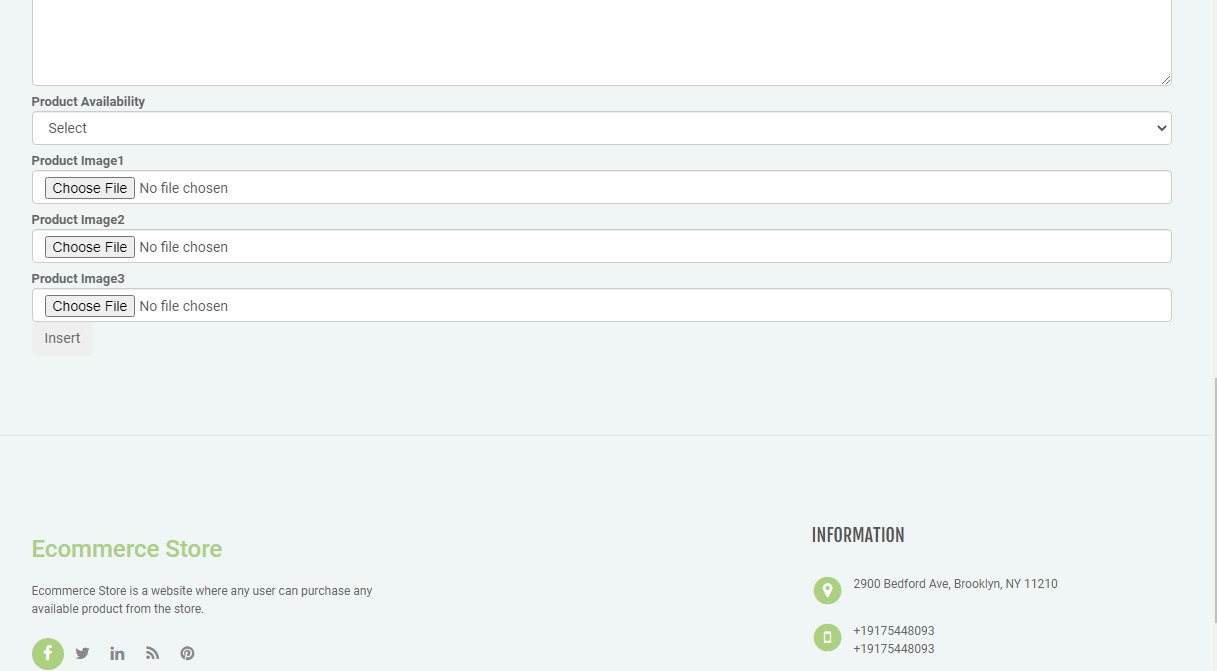 Product Availability
Select
Product Image1
Choose File No file chosen
Product Image2
Choose File No file chosen
Product Image3
Choose File No file chosen
Insert
Ecommerce Store
Ecommerce Store is a website where any user can purchase any
available product from the store.
INFORMATION
2900 Bedford Ave, Brooklyn, NY 11210
+19175448093
+19175448093